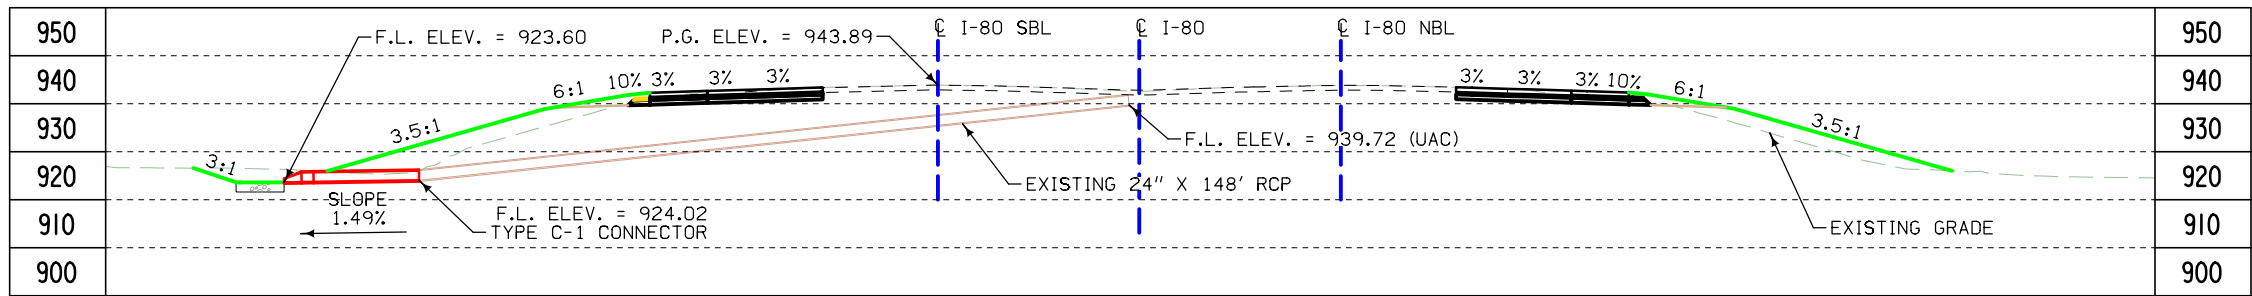 950 F.L. ELEV. = 923.60 P.G. ELEV. = 943.89 ℄ I-80 SBL ℄ I-80 ℄ I-80 NBL 950
940 6:1 10% 3% 3% 3% 3% 3% 3% 10% 6:1 940
930 3.5:1 F.L. ELEV. = 939.72 (UAC) 3.5:1 930
920 3:1 EXISTING 24" X 148' RCP 920
SLOPE
1.49%
910 F.L. ELEV. = 924.02 EXISTING GRADE 910
TYPE C-1 CONNECTOR
900 900